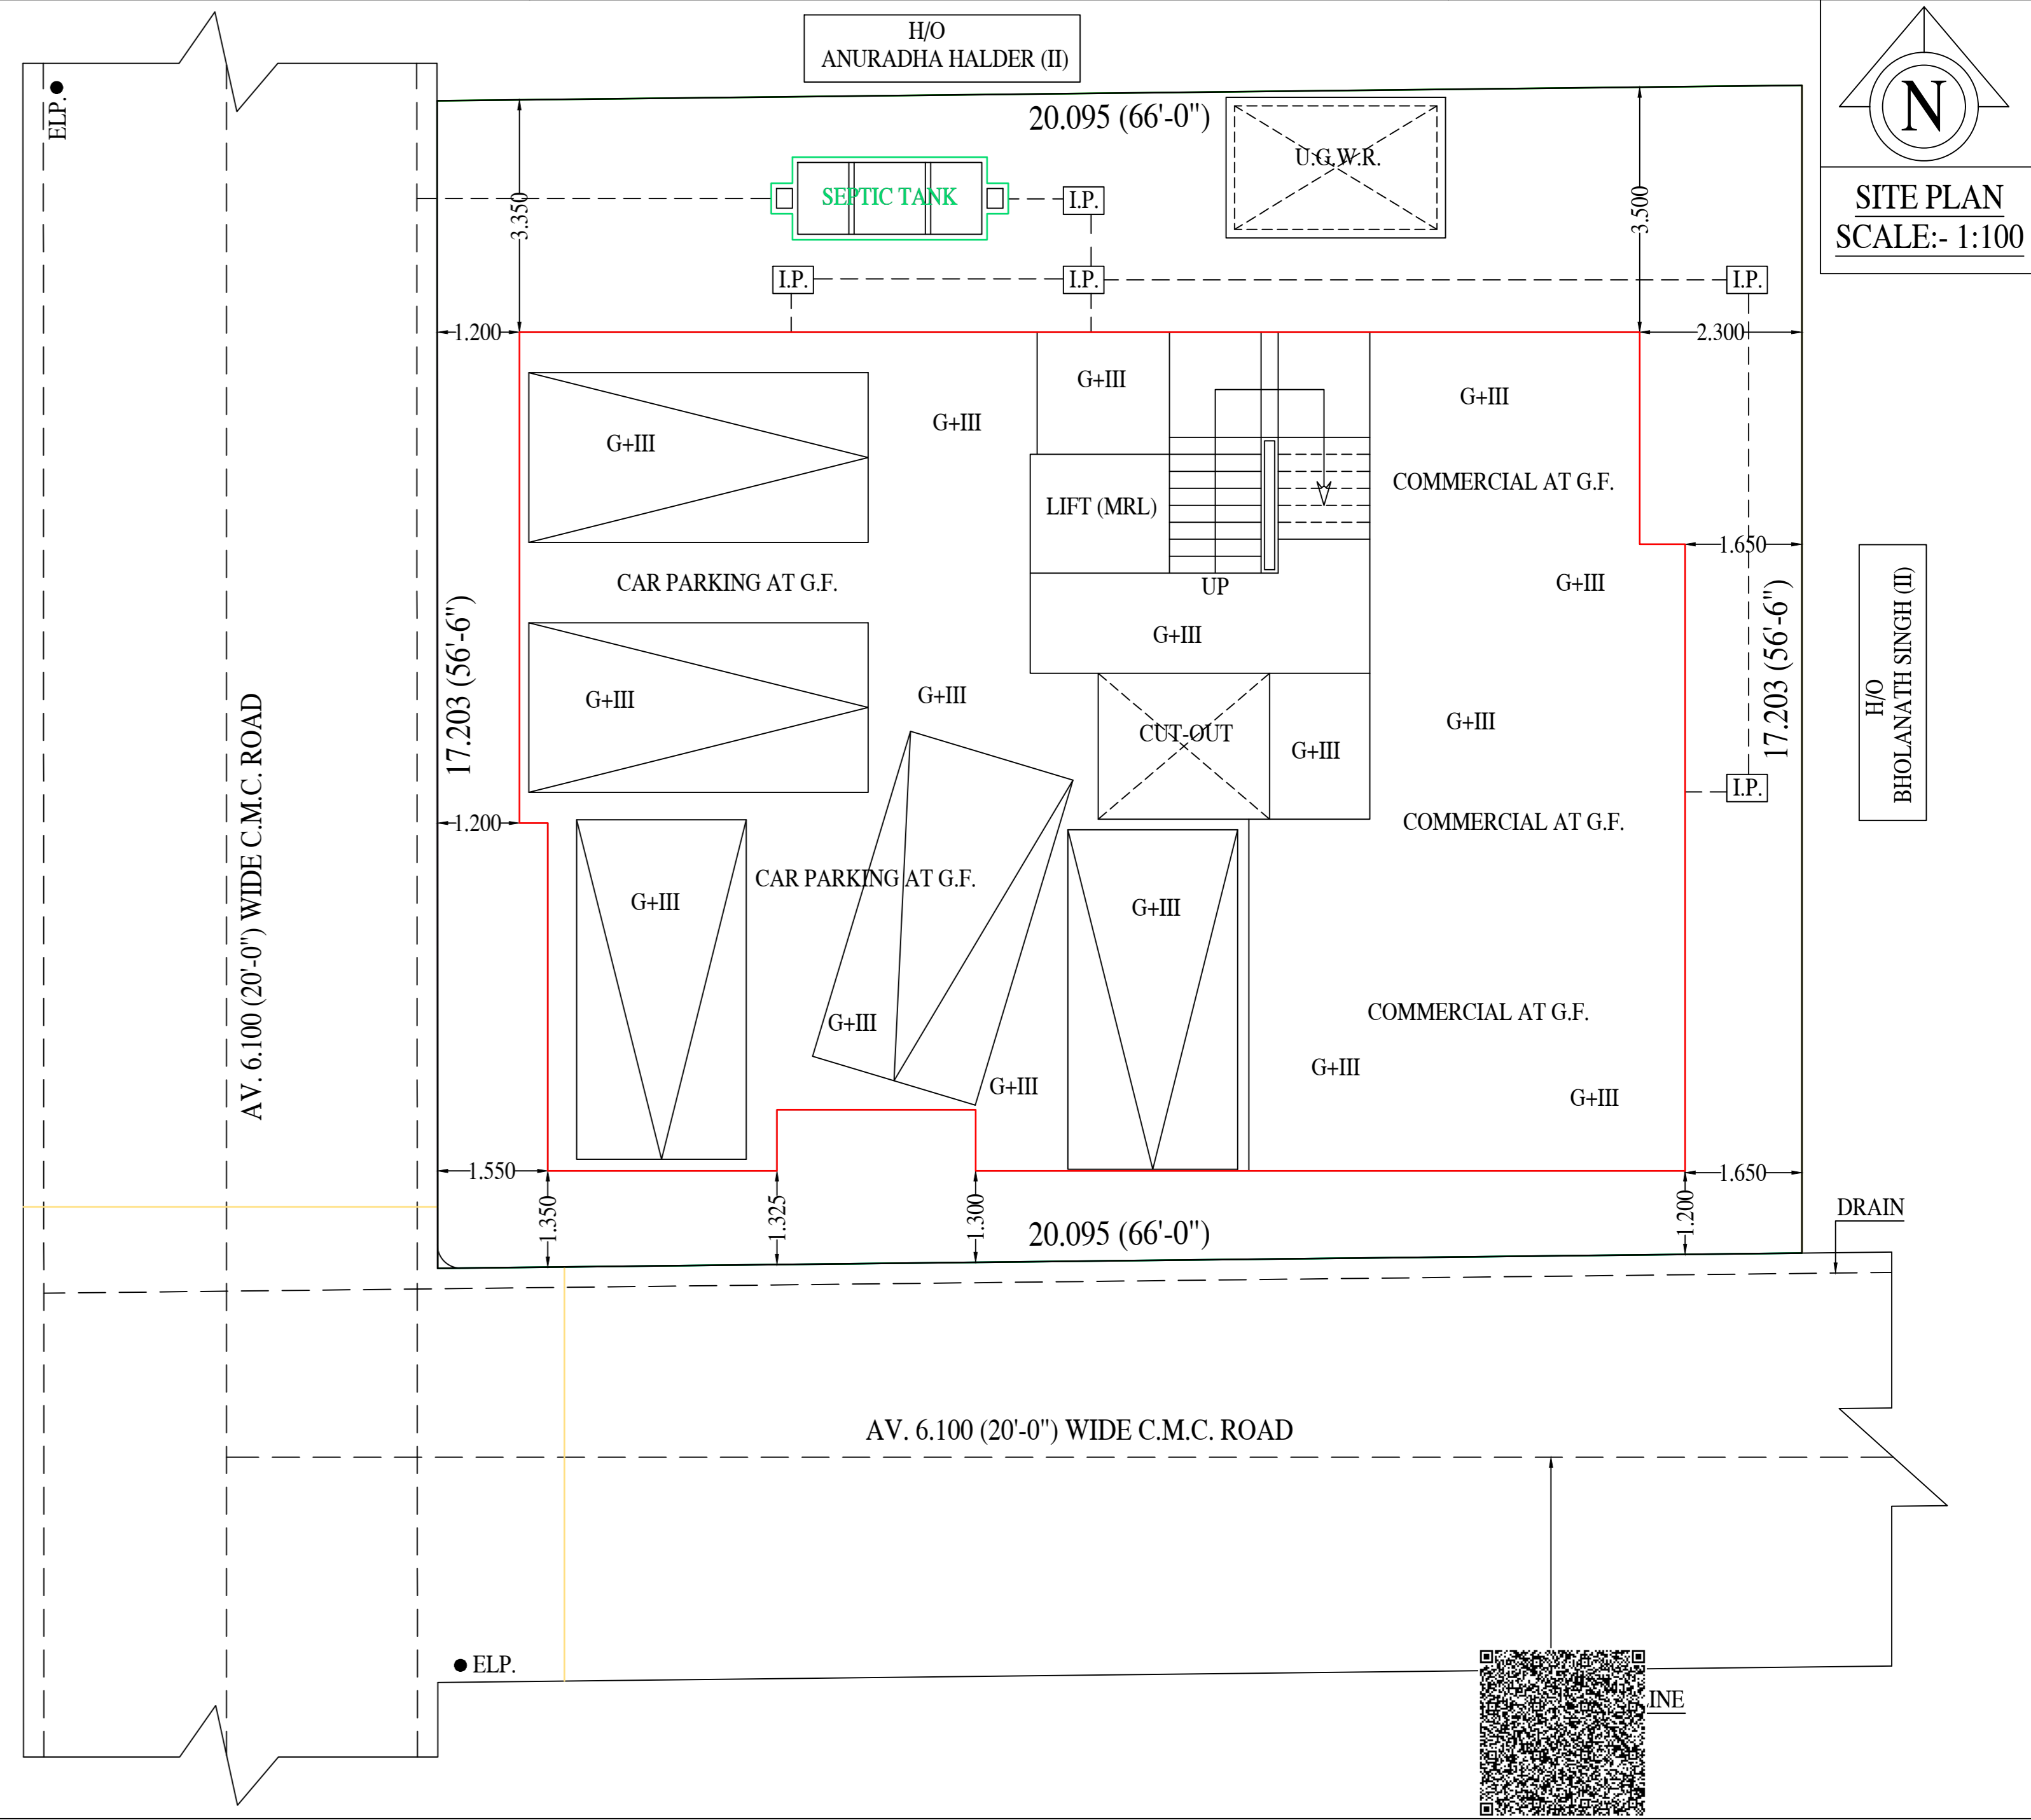 H/O
ANURADHA HALDER (II)
N
SITE PLAN
SCALE:- 1:100
ELP.
20.095 (66'-0")
U.G.W.R.
SEPTIC TANK
I.P.
3.350
3.500
I.P.
I.P.
I.P.
1.200
2.300
G+III
G+III
G+III
G+III
COMMERCIAL AT G.F.
LIFT (MRL)
1.650
CAR PARKING AT G.F.
UP
G+III
G+III
17.203 (56'-6")
17.203 (56'-6")
H/O
BHOLANATH SINGH (II)
G+III
G+III
G+III
CUT-OUT
G+III
I.P.
1.200
COMMERCIAL AT G.F.
AV. 6.100 (20'-0") WIDE C.M.C. ROAD
CAR PARKING AT G.F.
G+III
G+III
COMMERCIAL AT G.F.
G+III
G+III
G+III
G+III
1.550
1.650
1.350
1.325
1.300
1.200
20.095 (66'-0")
DRAIN
AV. 6.100 (20'-0") WIDE C.M.C. ROAD
ELP.